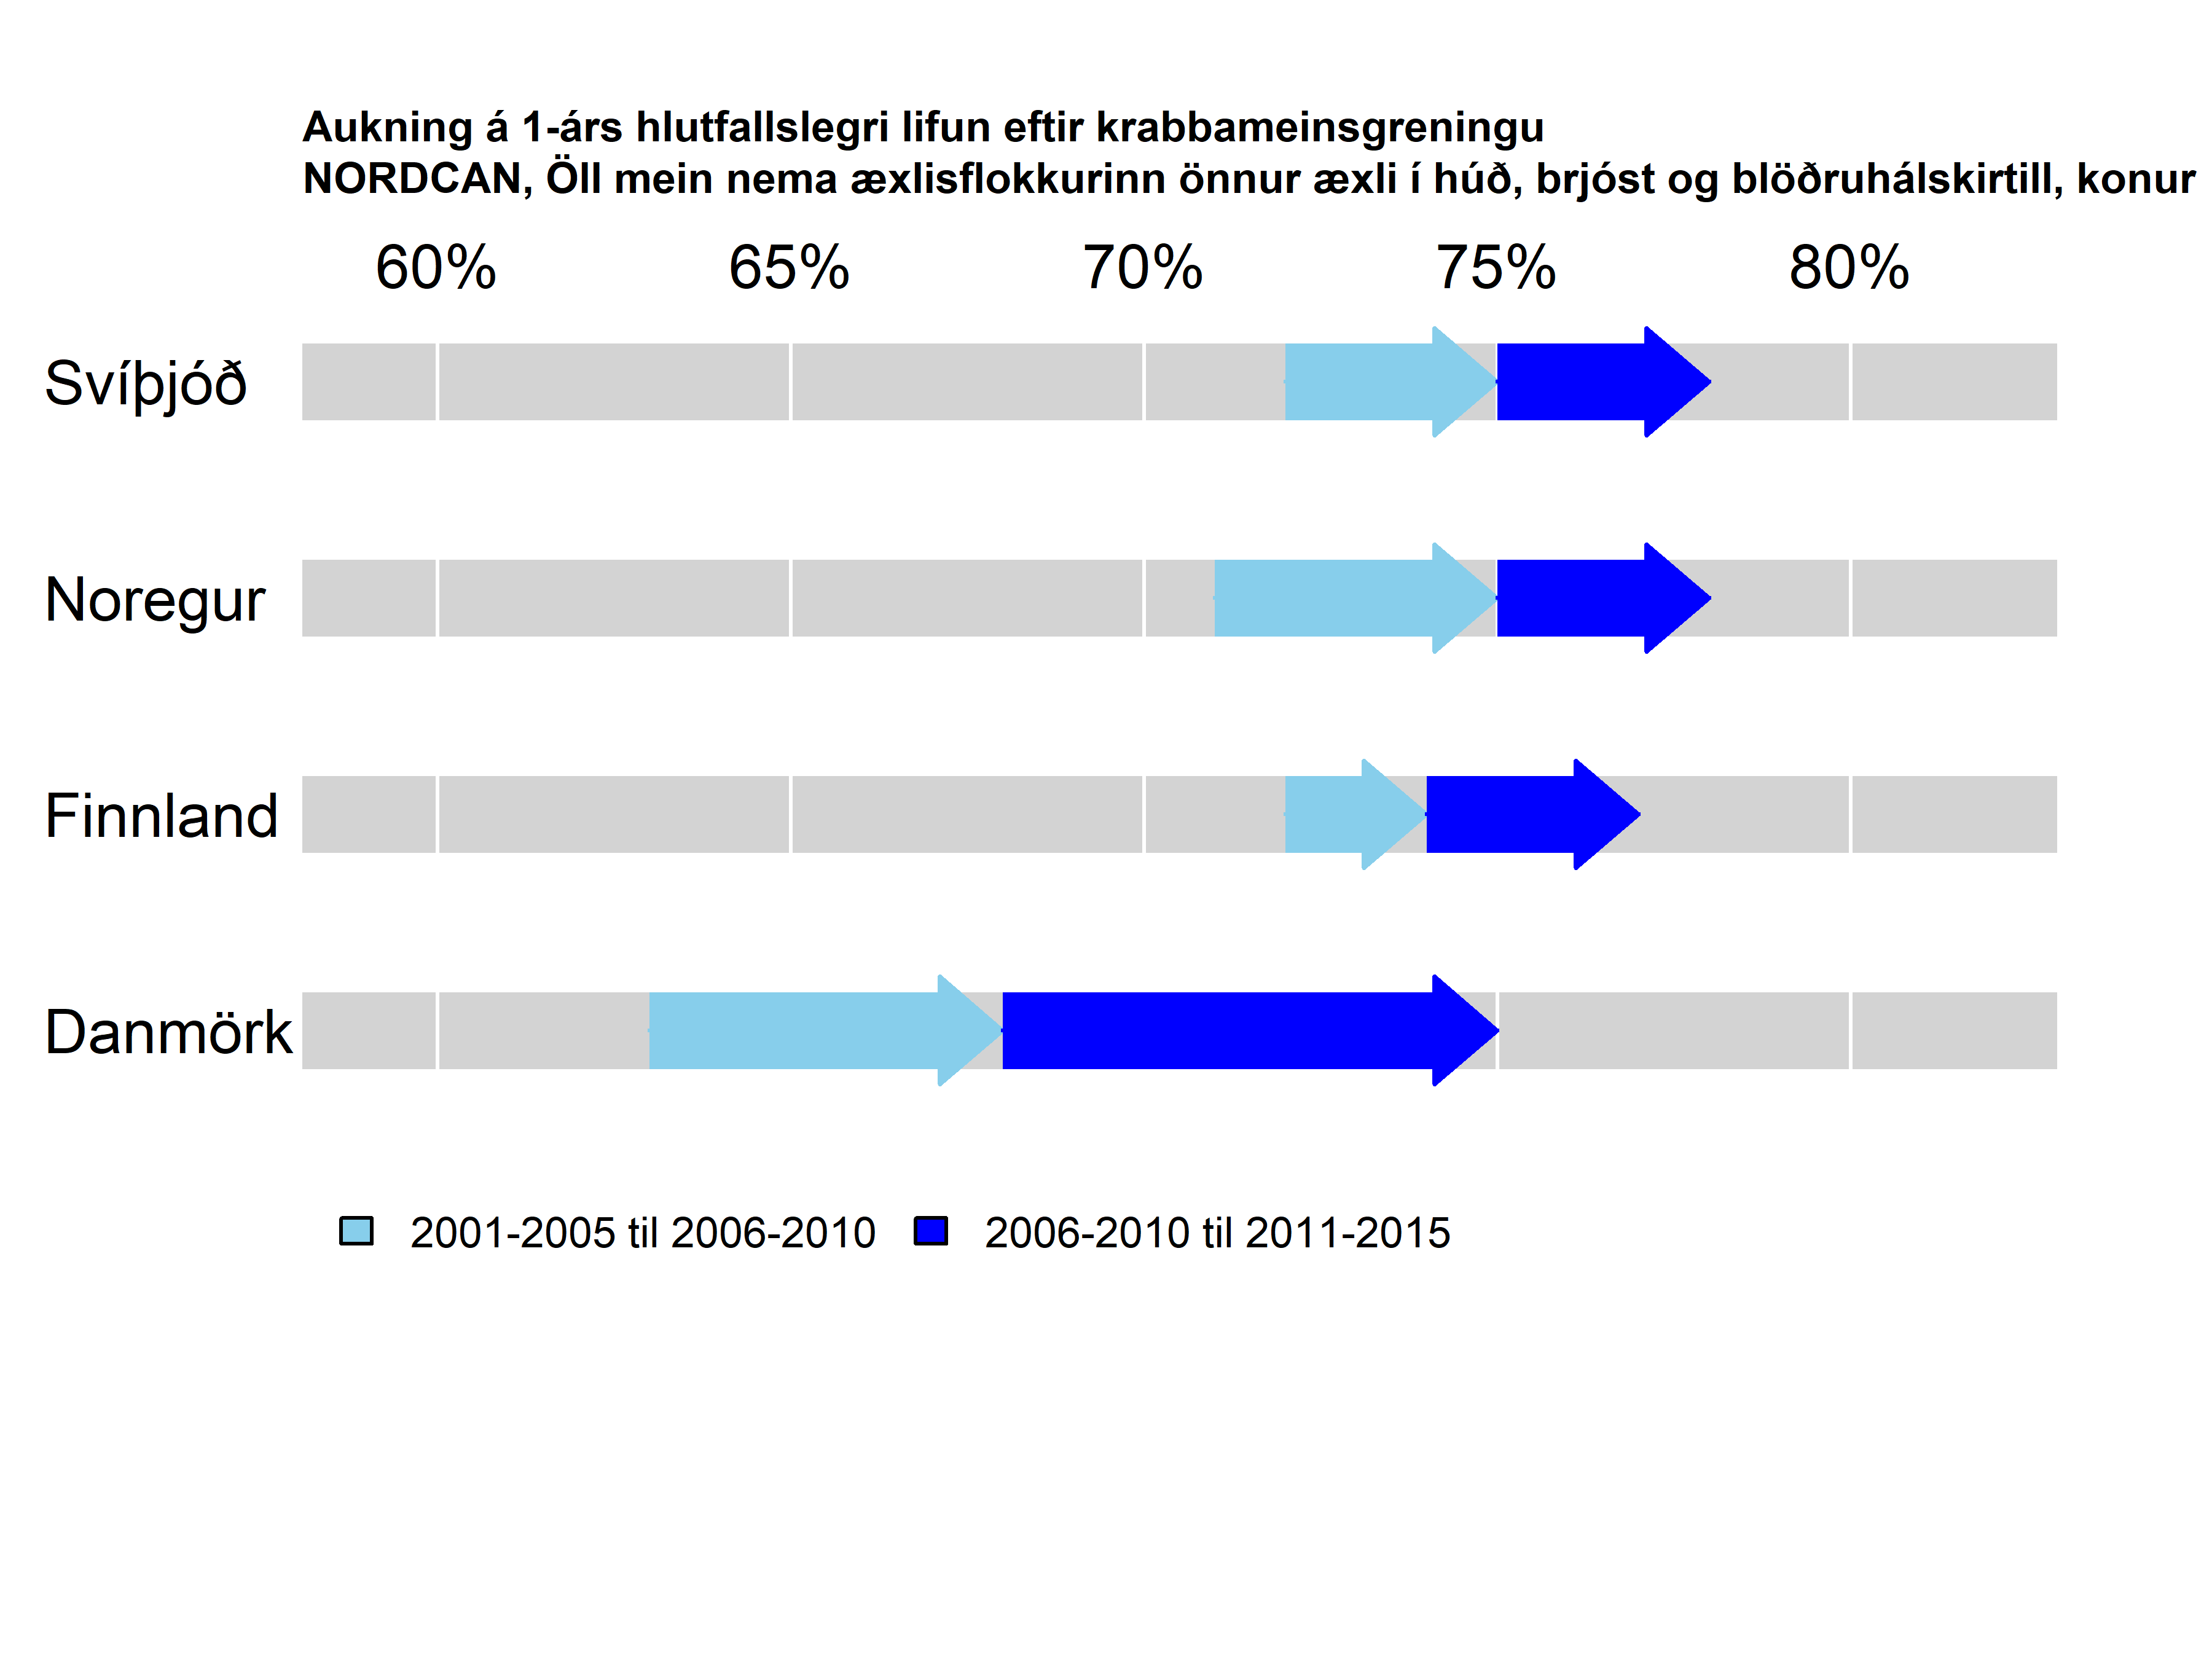 Aukning á 1-árs hlutfallslegri lifun eftir krabbameinsgreiningu
NORDCAN, Öll mein nema æxlisflokkurinn önnur æxli í húð, brjóst og blöðruhálskirtill, konur
60% 65% 70% 75% 80%
Svíþjóð
Noregur
Finnland
Danmörk
2001-2005 til 2006-2010 2006-2010 til 2011-2015